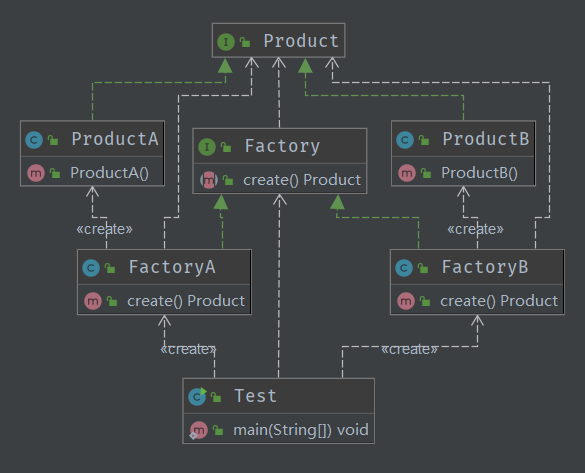 I Product
C ProductA
m ProductA()
I Factory
m create() Product
C ProductB
m ProductB()
«create»
«create»
C FactoryA
m create() Product
C FactoryB
m create() Product
«create»
«create»
C Test
m main(String[]) void